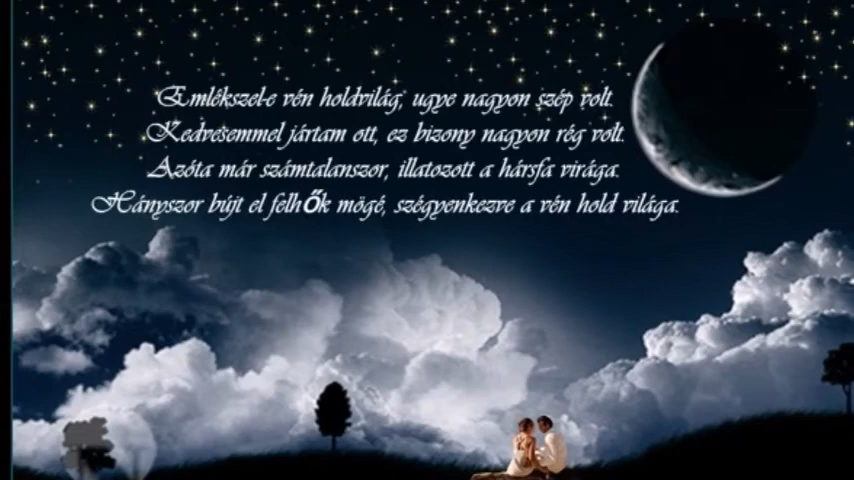 Emlékszel-e vén holdvilág, ugye nagyon szép volt.
Kedvesemmel jártam ott, ez bizony nagyon rég volt.
Azóta már számtalanszor, illatozott a hársfa virága.
Hányszor bújt el felhők mögé, szégyenkezve a vén hold világa.